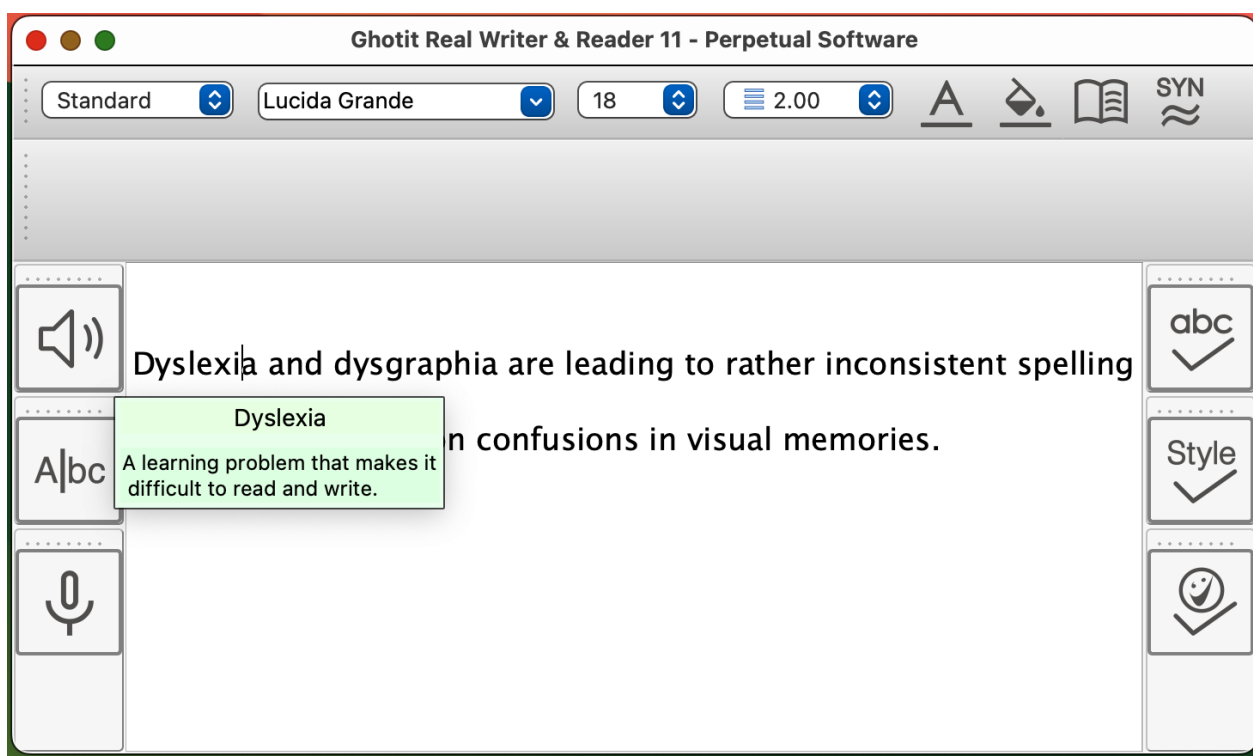 Ghotit Real Writer & Reader 11 - Perpetual Software
Standard Lucida Grande 18 2.00 A SYN
abc
Dyslexia and dysgraphia are leading to rather inconsistent spelling
Dyslexia
A learning problem that makes it
difficult to read and write.
confusions in visual memories.
A|bc
Style